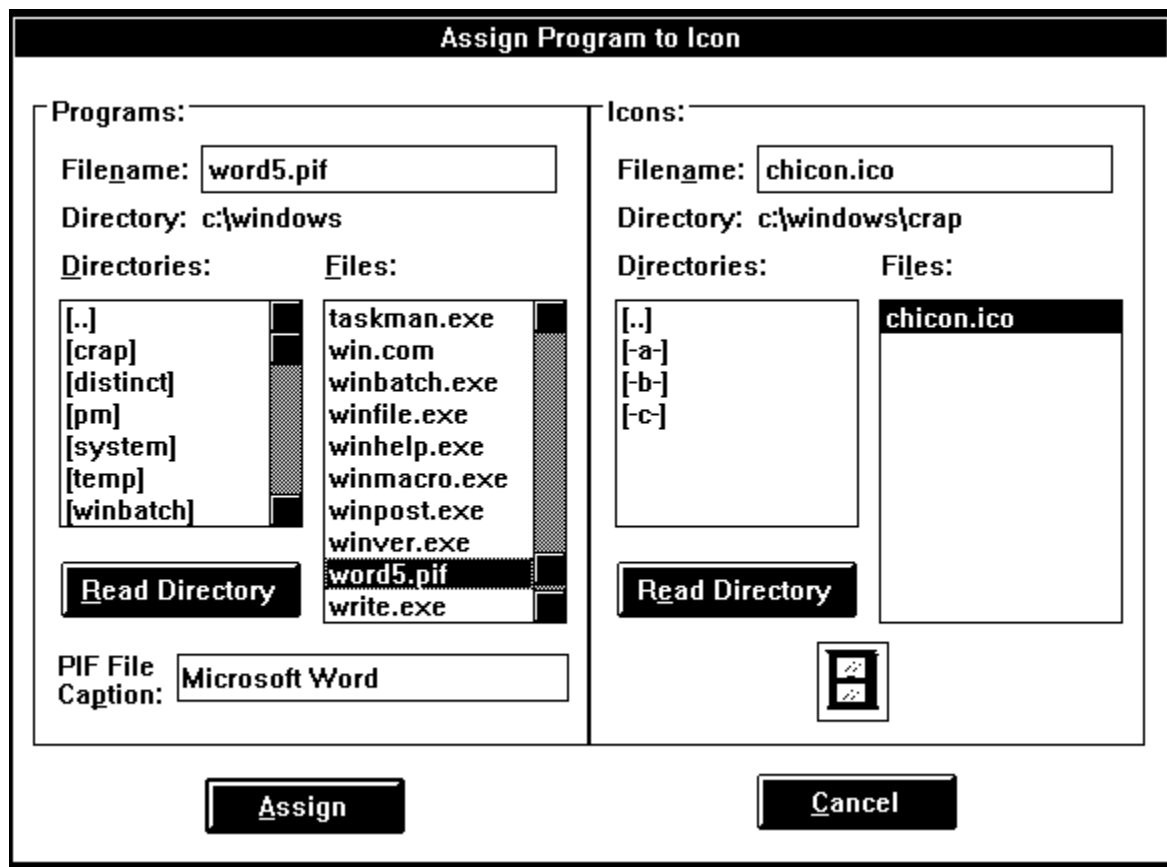 Assign Program to Icon
Programs:
Filename: word5.pif
Directory: c:\windows
Directories:
[..]
[crap]
[distinct]
[pm]
[system]
[temp]
[winbatch]
Files:
taskman.exe
win.com
winbatch.exe
winfile.exe
winhelp.exe
winmacro.exe
winpost.exe
winver.exe
word5.pif
write.exe
Read Directory
PIF File
Caption: Microsoft Word
Icons:
Filename: chicon.ico
Directory: c:\windows\crap
Directories:
[..]
[-a-]
[-b-]
[-c-]
Files:
chicon.ico
Read Directory
Assign
Cancel